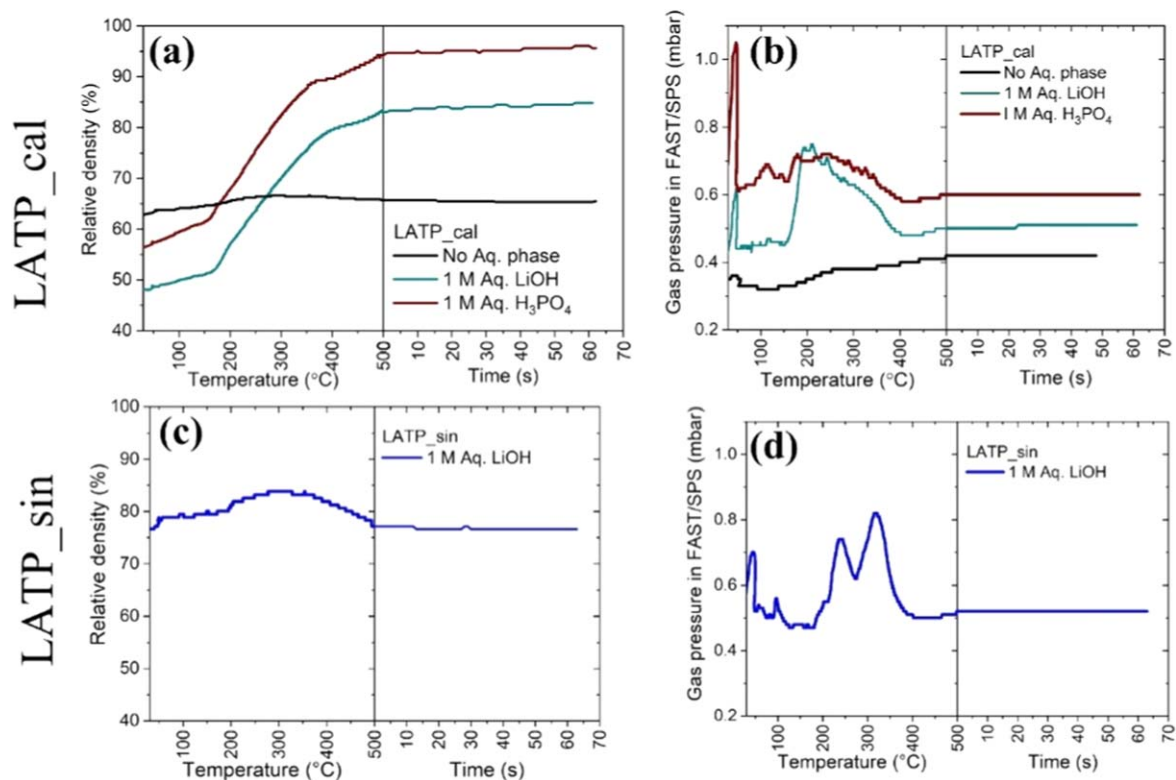 LATP_cal
(a)
Relative density (%)
100
90
80
70
60
50
40
LATP_cal
No Aq. phase
1 M Aq. LiOH
1 M Aq. H₃PO₄
100 200 300 400 500 10 20 30 40 50 60 70
Temperature (°C) Time (s)
(b)
Gas pressure in FAST/SPS (mbar)
1.0
0.8
0.6
0.4
0.2
LATP_cal
No Aq. phase
1 M Aq. LiOH
I M Aq. H₃PO₄
100 200 300 400 500 10 20 30 40 50 60 70
Temperature (°C) Time (s)
LATP_sin
(c)
Relative density (%)
100
90
80
70
60
50
40
LATP_sin
1 M Aq. LiOH
100 200 300 400 500 10 20 30 40 50 60 70
Temperature (°C) Time (s)
(d)
Gas pressure in FAST/SPS (mbar)
1.0
0.8
0.6
0.4
0.2
LATP_sin
1 M Aq. LiOH
100 200 300 400 500 10 20 30 40 50 60 70
Temperature (°C) Time (s)